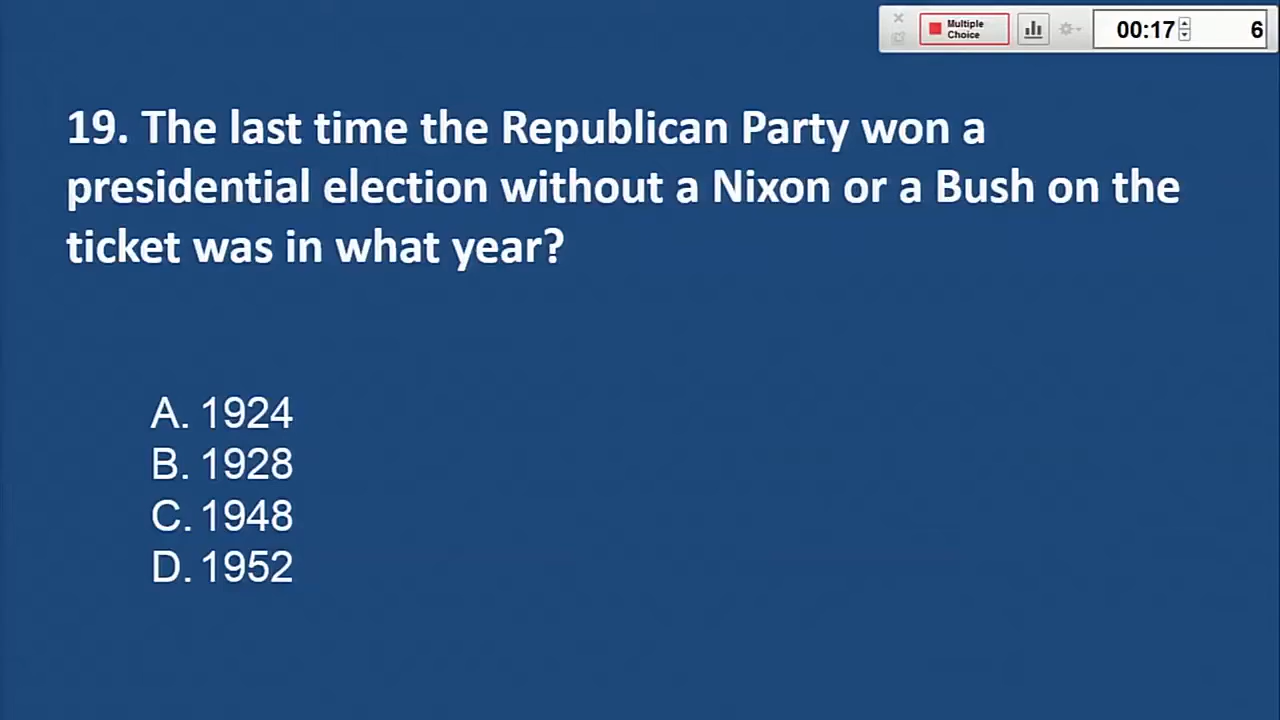 Multiple
Choice
00:17
6
19. The last time the Republican Party won a
presidential election without a Nixon or a Bush on the
ticket was in what year?
A. 1924
B. 1928
C. 1948
D. 1952